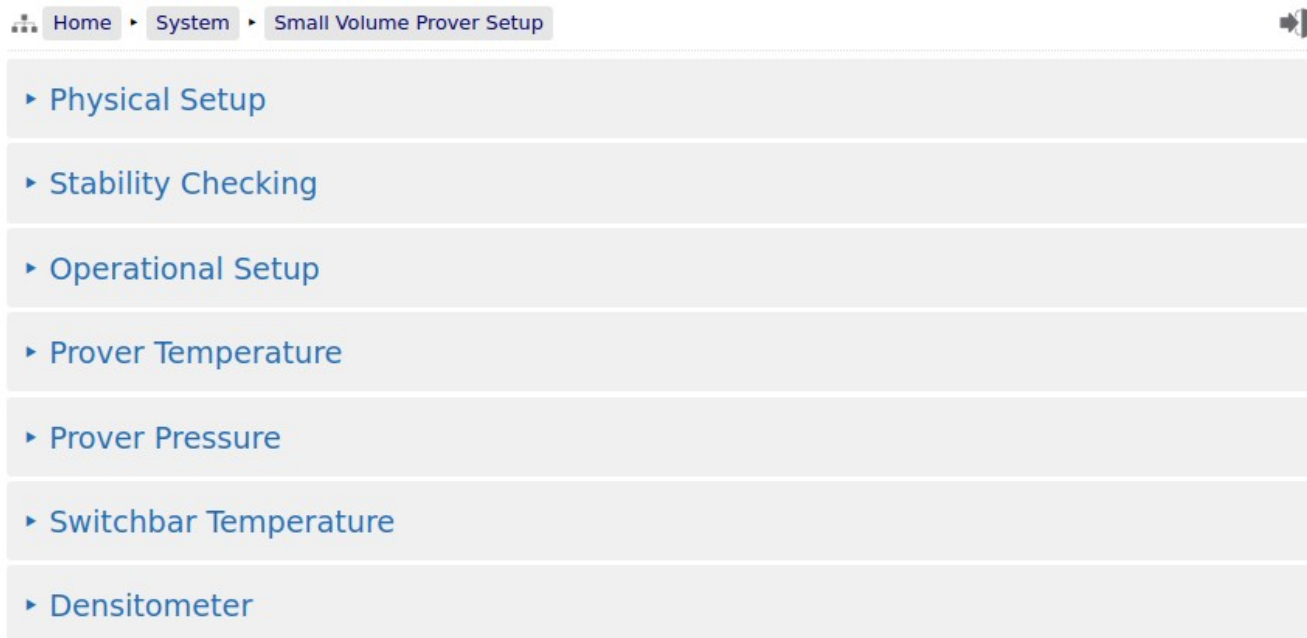 Home ‣ System ‣ Small Volume Prover Setup
‣ Physical Setup
‣ Stability Checking
‣ Operational Setup
‣ Prover Temperature
‣ Prover Pressure
‣ Switchbar Temperature
‣ Densitometer